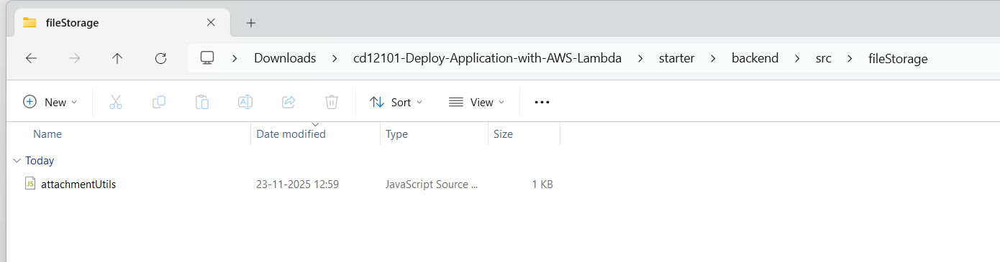 fileStorage
Downloads > cd12101-Deploy-Application-with-AWS-Lambda > starter > backend > src > fileStorage
New Sort View
Name Date modified Type Size
Today
JS attachmentUtils 23-11-2025 12:59 JavaScript Source ... 1 KB